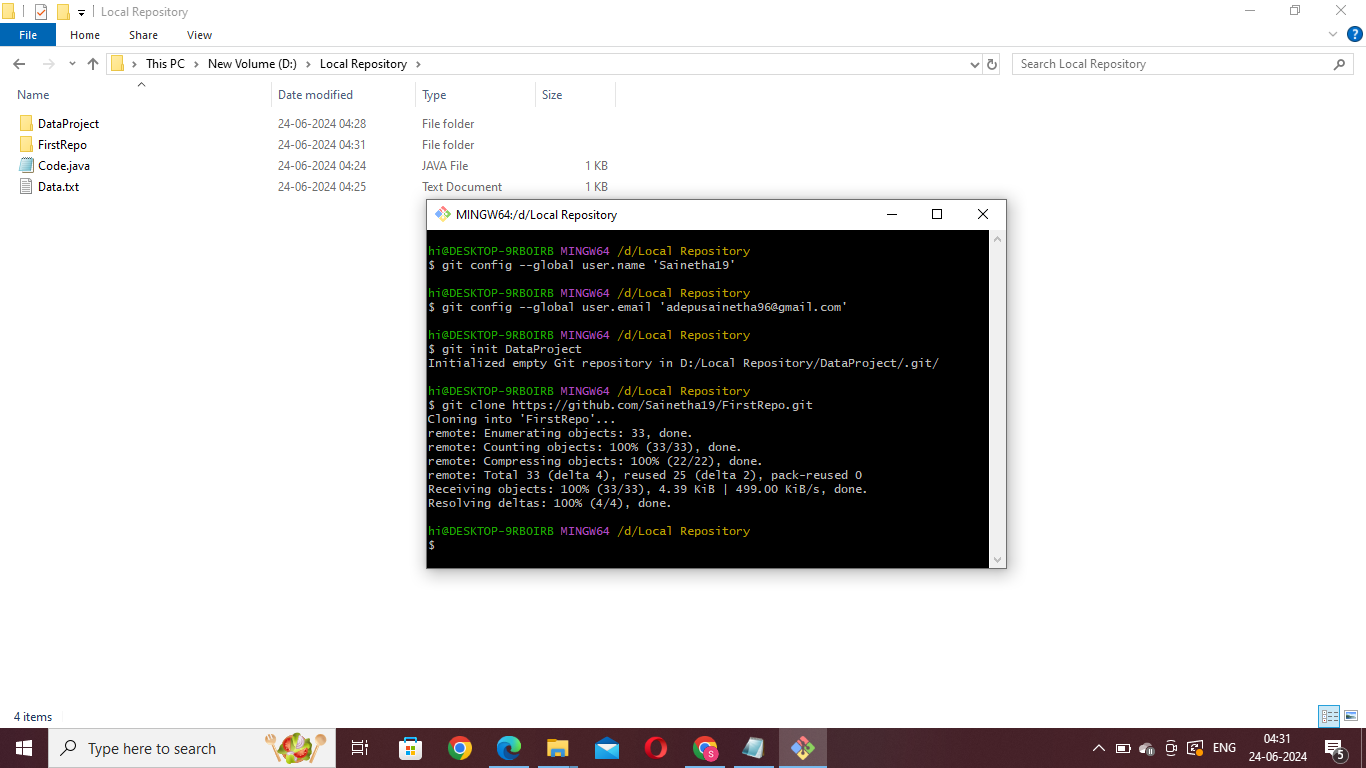 Local Repository
File Home Share View
This PC New Volume (D:) Local Repository
Search Local Repository
Name Date modified Type Size
DataProject 24-06-2024 04:28 File folder
FirstRepo 24-06-2024 04:31 File folder
Code.java 24-06-2024 04:24 JAVA File 1 KB
Data.txt 24-06-2024 04:25 Text Document 1 KB
MINGW64:/d/Local Repository
hi@DESKTOP-9RBOIRB MINGW64 /d/Local Repository
$ git config --global user.name 'Sainetha19'
hi@DESKTOP-9RBOIRB MINGW64 /d/Local Repository
$ git config --global user.email 'adepusainetha96@gmail.com'
hi@DESKTOP-9RBOIRB MINGW64 /d/Local Repository
$ git init DataProject
Initialized empty Git repository in D:/Local Repository/DataProject/.git/
hi@DESKTOP-9RBOIRB MINGW64 /d/Local Repository
$ git clone https://github.com/Sainetha19/FirstRepo.git
Cloning into 'FirstRepo'...
remote: Enumerating objects: 33, done.
remote: Counting objects: 100% (33/33), done.
remote: Compressing objects: 100% (22/22), done.
remote: Total 33 (delta 4), reused 25 (delta 2), pack-reused 0
Receiving objects: 100% (33/33), 4.39 KiB | 499.00 KiB/s, done.
Resolving deltas: 100% (4/4), done.
hi@DESKTOP-9RBOIRB MINGW64 /d/Local Repository
$
4 items
Type here to search
ENG
04:31
24-06-2024
5